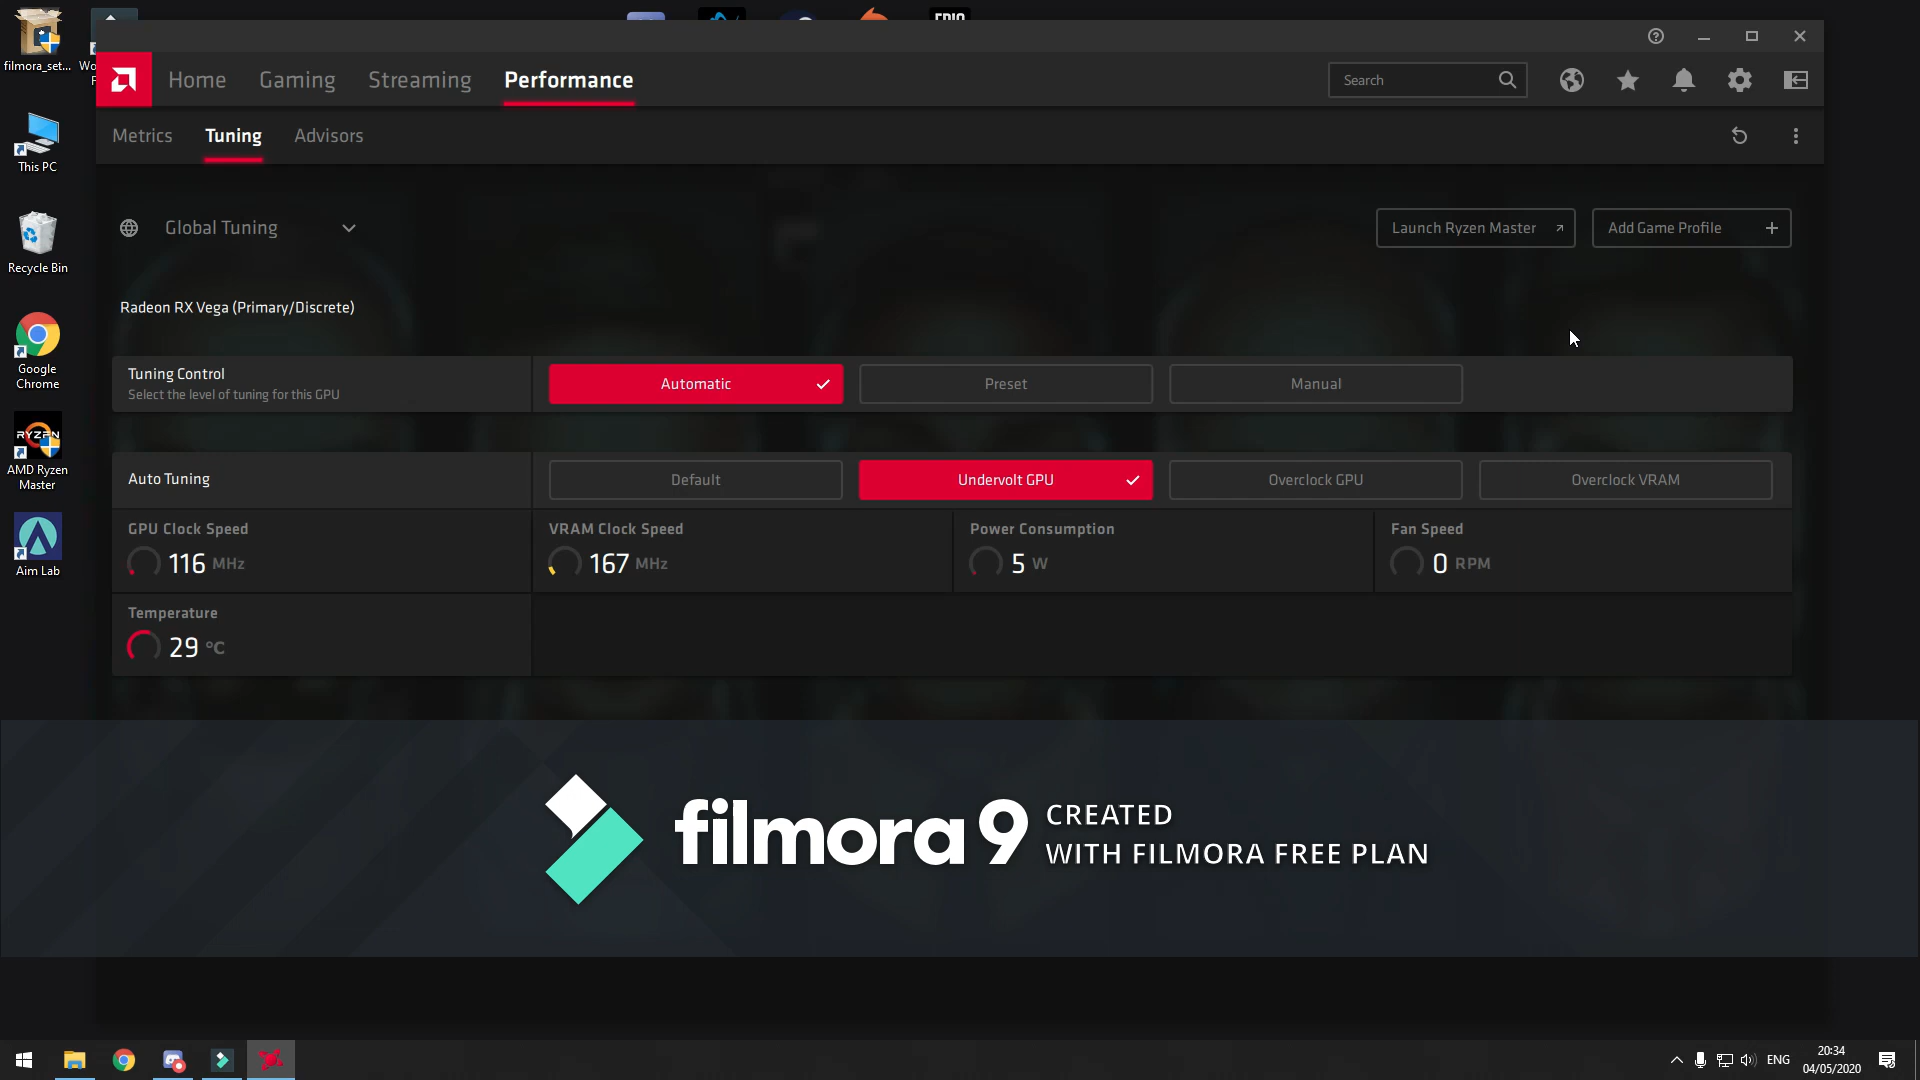 filmora_set...
Wo
F
This PC
Recycle Bin
Google
Chrome
RYZEN
AMD Ryzen
Master
Aim Lab
EPIC
Home
Gaming
Streaming
Performance
Search
Metrics
Tuning
Advisors
Global Tuning
Launch Ryzen Master
Add Game Profile
Radeon RX Vega (Primary/Discrete)
Tuning Control
Select the level of tuning for this GPU
Automatic
Preset
Manual
Auto Tuning
Default
Undervolt GPU
Overclock GPU
Overclock VRAM
GPU Clock Speed
116 MHz
VRAM Clock Speed
167 MHz
Power Consumption
5 W
Fan Speed
0 RPM
Temperature
29 °C
filmora9
CREATED
WITH FILMORA FREE PLAN
ENG
20:34
04/05/2020